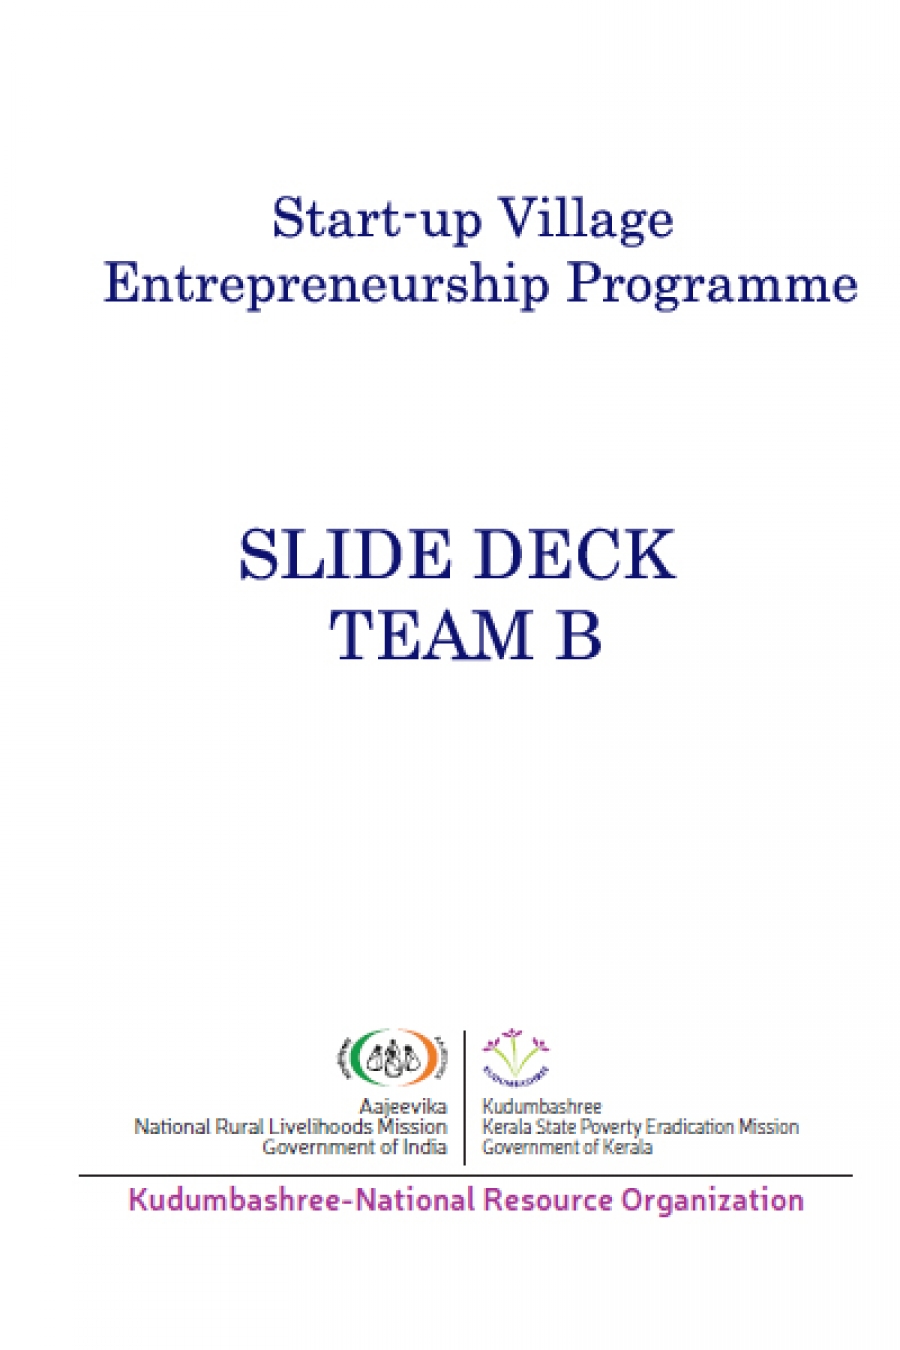 Start-up Village
Entrepreneurship Programme
SLIDE DECK
TEAM B
Aajeevika
National Rural Livelihoods Mission
Government of India
KUDUMBASHREE
Kudumbashree
Kerala State Poverty Eradication Mission
Government of Kerala
Kudumbashree-National Resource Organization